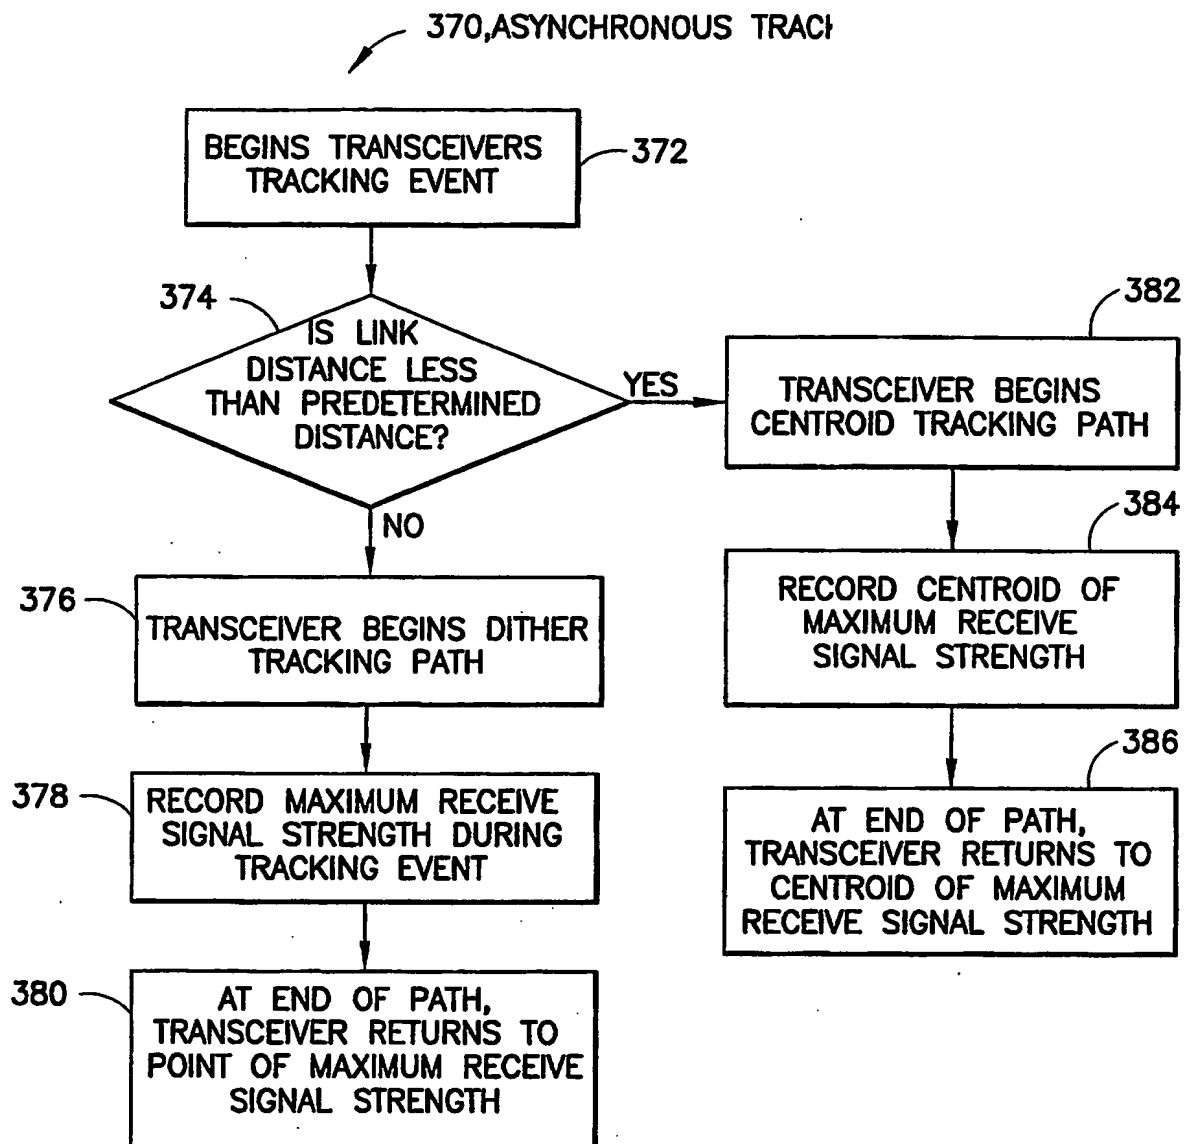 370,ASYNCHRONOUS
BEGINS TRANSCEIVERS
TRACKING EVENT
372
374
IS LINK
DISTANCE LESS
THAN PREDETERMINED
DISTANCE?
YES
NO
376
TRANSCEIVER BEGINS DITHER
TRACKING PATH
378
RECORD MAXIMUM RECEIVE
SIGNAL STRENGTH DURING
TRACKING EVENT
380
AT END OF PATH,
TRANSCEIVER RETURNS TO
POINT OF MAXIMUM RECEIVE
SIGNAL STRENGTH
382
TRANSCEIVER BEGINS
CENTROID TRACKING PATH
384
RECORD CENTROID OF
MAXIMUM RECEIVE
SIGNAL STRENGTH
386
AT END OF PATH,
TRANSCEIVER RETURNS TO
CENTROID OF MAXIMUM
RECEIVE SIGNAL STRENGTH